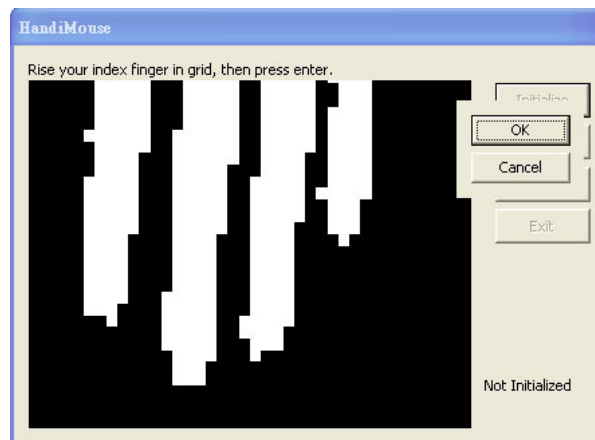 HandiMouse
Rise your index finger in grid, then press enter.
OK
Cancel
Exit
Not Initialized